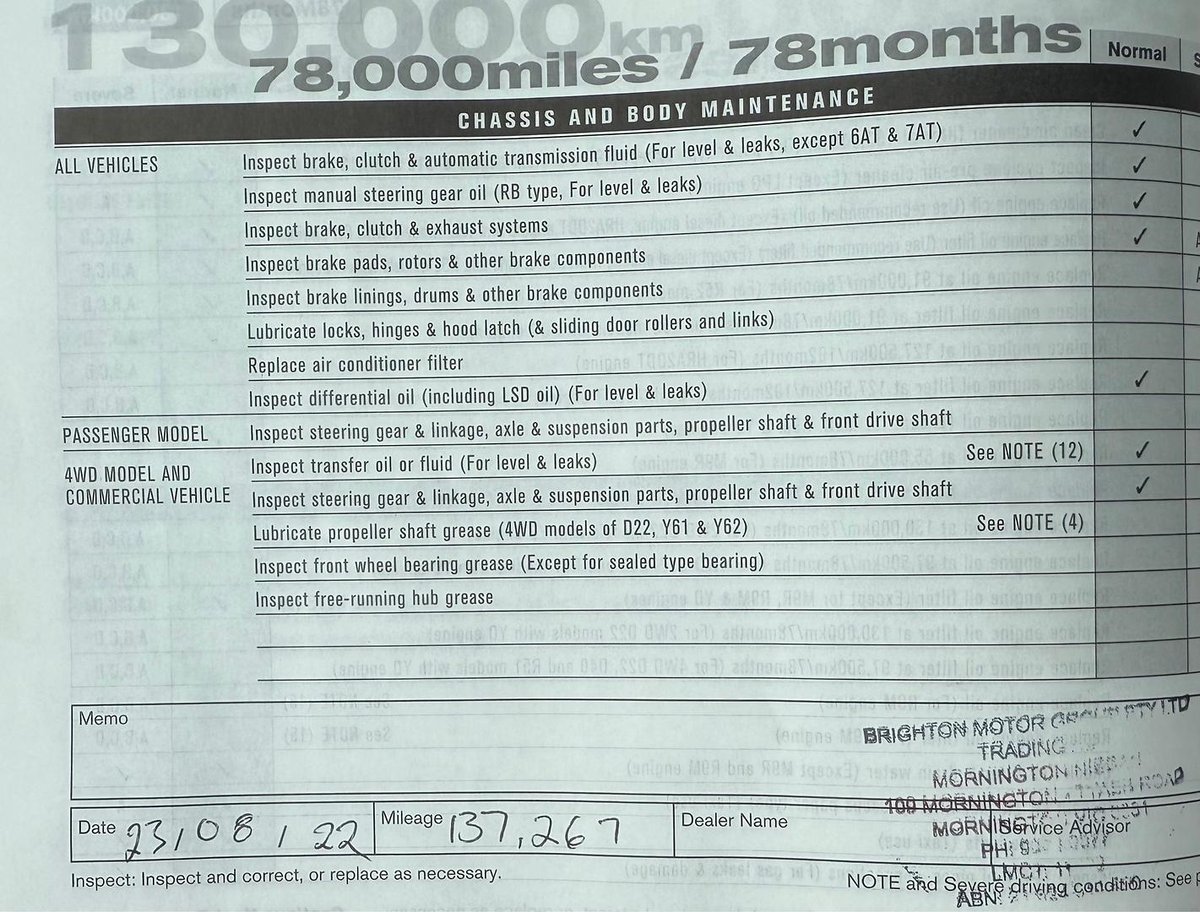 130,000km
78,000miles / 78months
Normal
CHASSIS AND BODY MAINTENANCE
ALL VEHICLES
Inspect brake, clutch & automatic transmission fluid (For level & leaks, except 6AT & 7AT) ✓
Inspect manual steering gear oil (RB type, For level & leaks) ✓
Inspect brake, clutch & exhaust systems ✓
Inspect brake pads, rotors & other brake components ✓
Inspect brake linings, drums & other brake components
Lubricate locks, hinges & hood latch (& sliding door rollers and links)
Replace air conditioner filter
Inspect differential oil (including LSD oil) (For level & leaks) ✓
PASSENGER MODEL
Inspect steering gear & linkage, axle & suspension parts, propeller shaft & front drive shaft
4WD MODEL AND
COMMERCIAL VEHICLE
Inspect transfer oil or fluid (For level & leaks) See NOTE (12) ✓
Inspect steering gear & linkage, axle & suspension parts, propeller shaft & front drive shaft ✓
Lubricate propeller shaft grease (4WD models of D22, Y61 & Y62) See NOTE (4)
Inspect front wheel bearing grease (Except for sealed type bearing)
Inspect free-running hub grease
Memo
BRIGHTON MOTOR GROUP PTY LTD
TRADING
MORNINGTON NISSAN
109 MORNINGTON - TYABB ROAD
Date 23/08/22
Mileage 137,267
Dealer Name
Service Advisor
PH:
LMCT: 11
ABN:
Inspect: Inspect and correct, or replace as necessary.
NOTE and Severe driving conditions: See